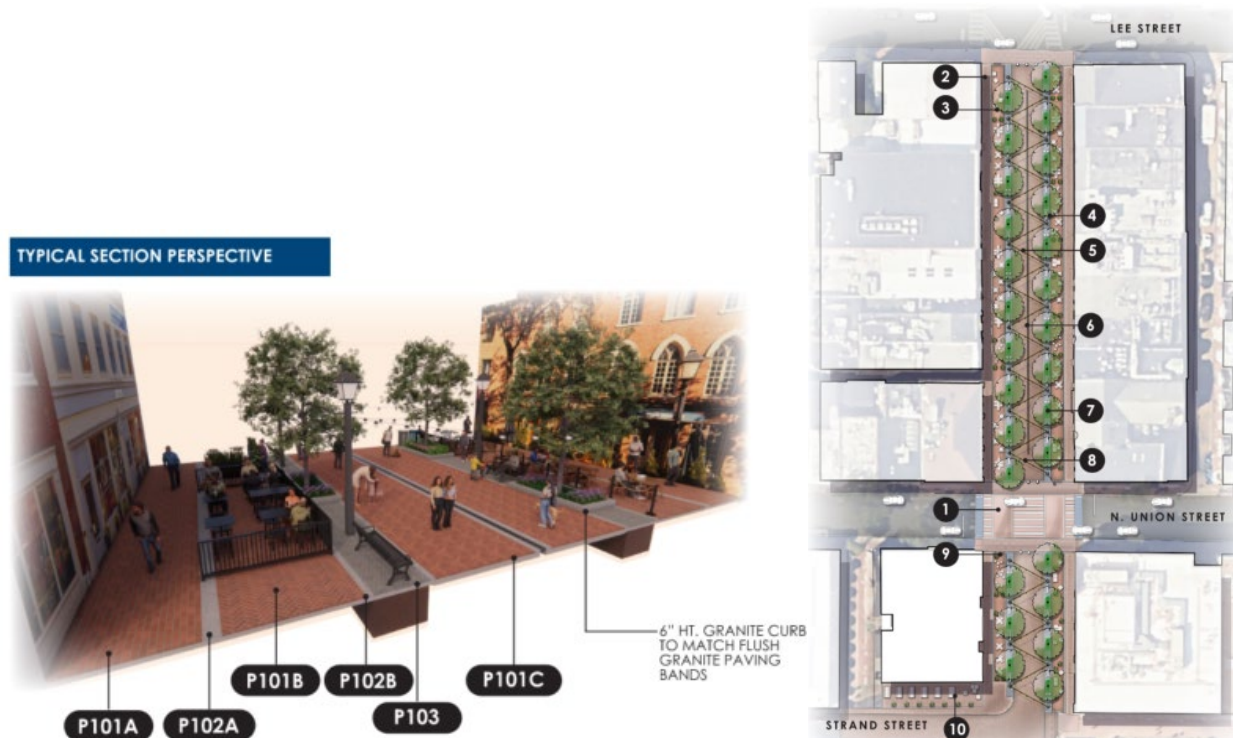 TYPICAL SECTION PERSPECTIVE
P101A
P102A
P101B
P102B
P103
P101C
6" HT. GRANITE CURB
TO MATCH FLUSH
GRANITE PAVING
BANDS
LEE STREET
2
3
4
5
6
7
8
1
N. UNION STREET
9
STRAND STREET
10